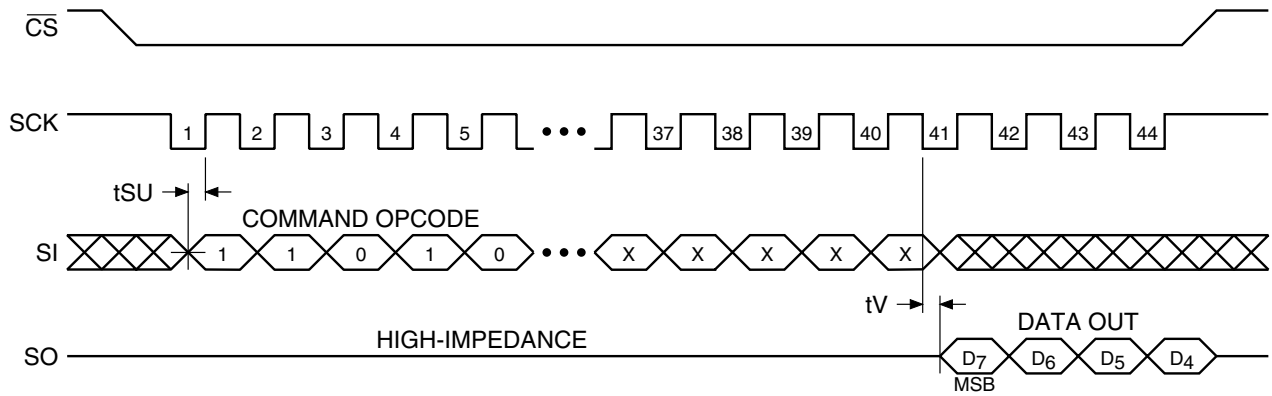 CS
SCK 1 2 3 4 5 ••• 37 38 39 40 41 42 43 44
tSU
COMMAND OPCODE
SI 1 1 0 1 0 ••• X X X X X
tV
HIGH-IMPEDANCE
DATA OUT
SO D7 D6 D5 D4
MSB